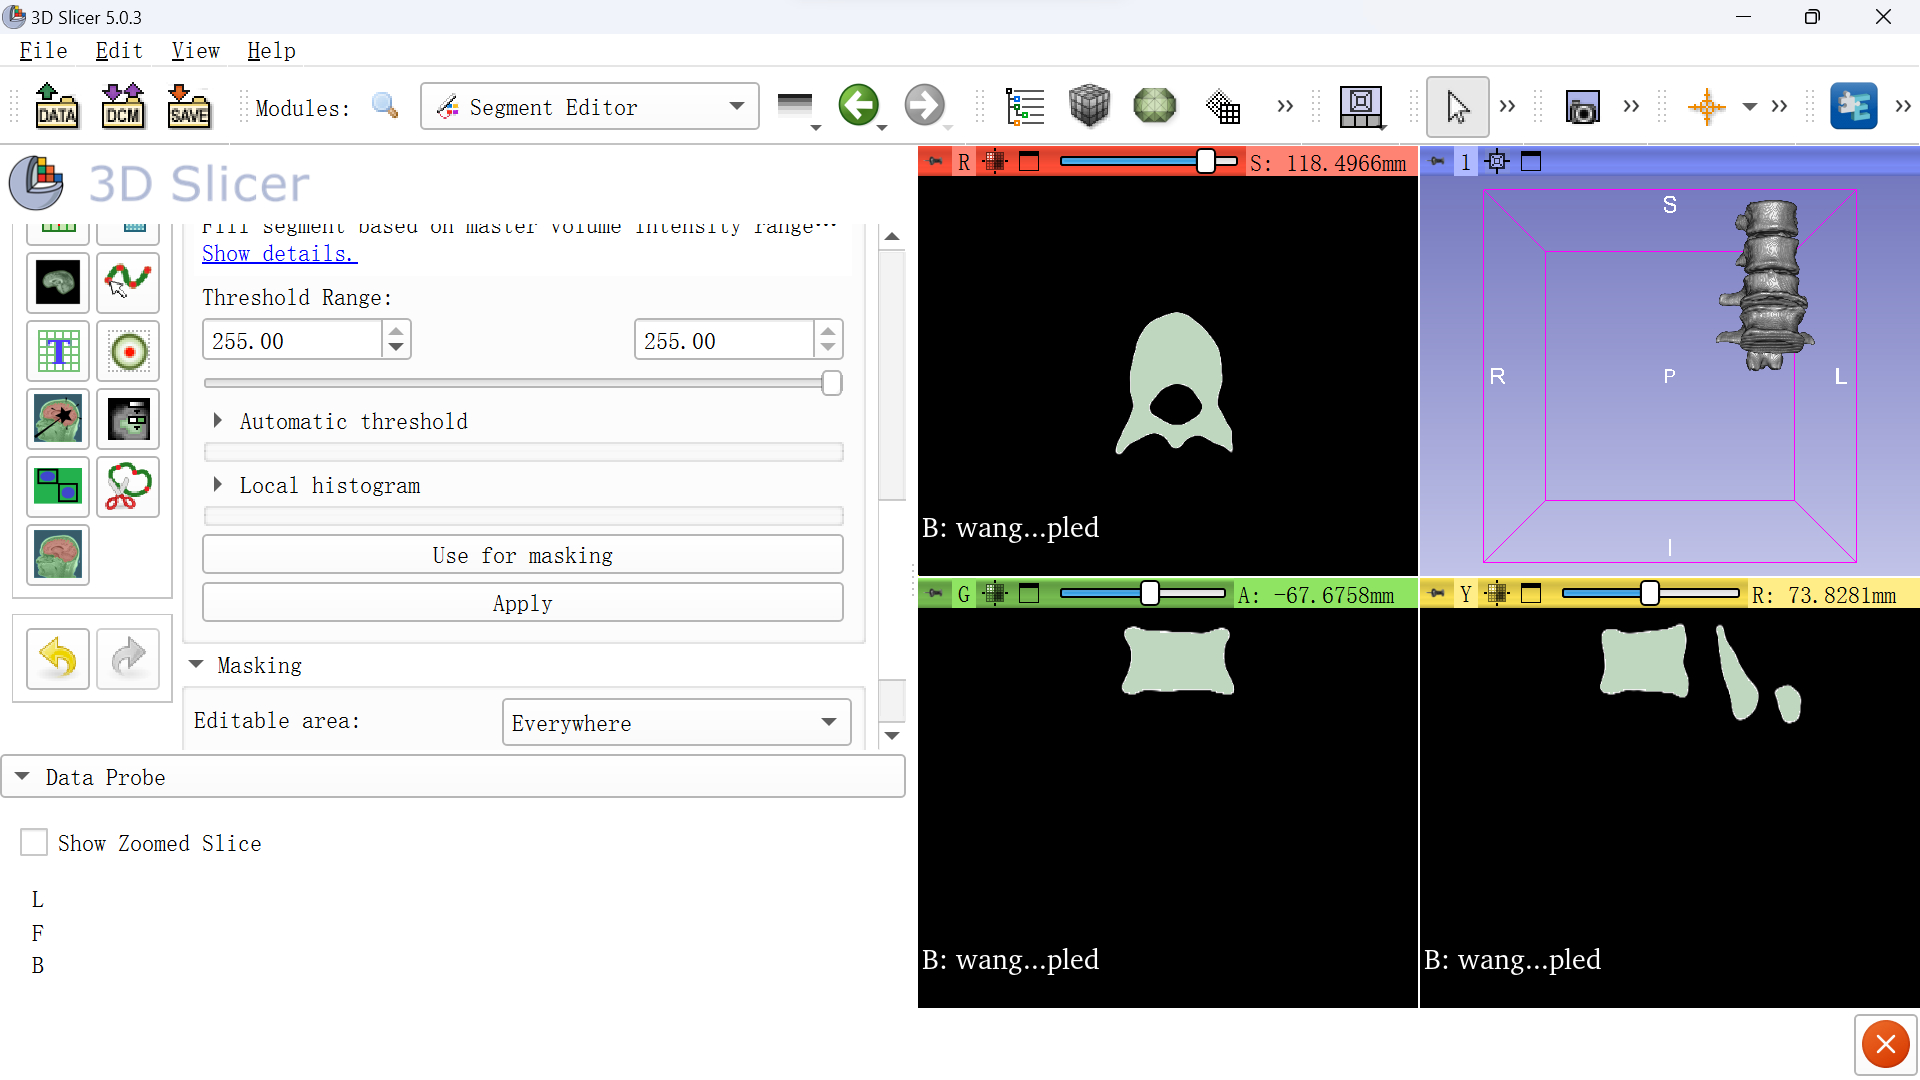 3D Slicer 5.0.3
File Edit View Help
DATA DCM SAVE Modules: Segment Editor
3D Slicer
Fill segment based on master volume intensity range...
Show details.
Threshold Range:
255.00 255.00
Automatic threshold
Local histogram
Use for masking
Apply
Masking
Editable area: Everywhere
Data Probe
Show Zoomed Slice
L
F
B
R S: 118.4966mm
B: wang...pled
1
S
R P L
I
G A: -67.6758mm
B: wang...pled
Y R: 73.8281mm
B: wang...pled